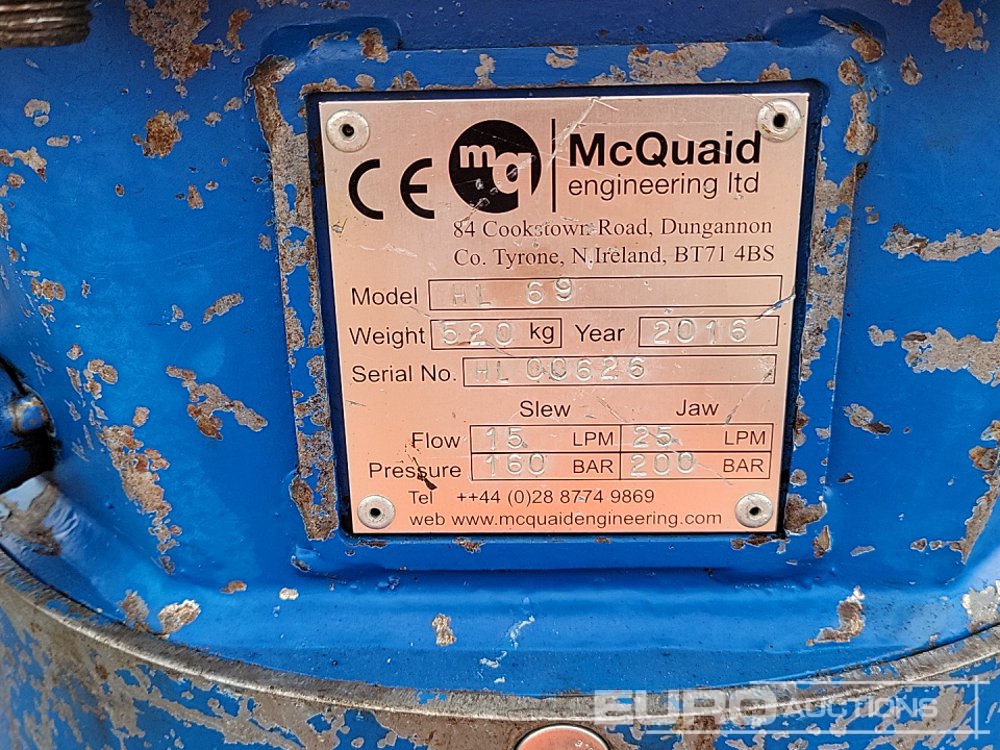 CE mq McQuaid
engineering ltd
84 Cookstown Road, Dungannon
Co. Tyrone, N.Ireland, BT71 4BS
Model HL 69
Weight 520 kg Year 2016
Serial No. HL 00626
Slew Jaw
Flow 15 LPM 25 LPM
Pressure 160 BAR 200 BAR
Tel ++44 (0)28 8774 9869
web www.mcquaidengineering.com
EURO AUCTIONS